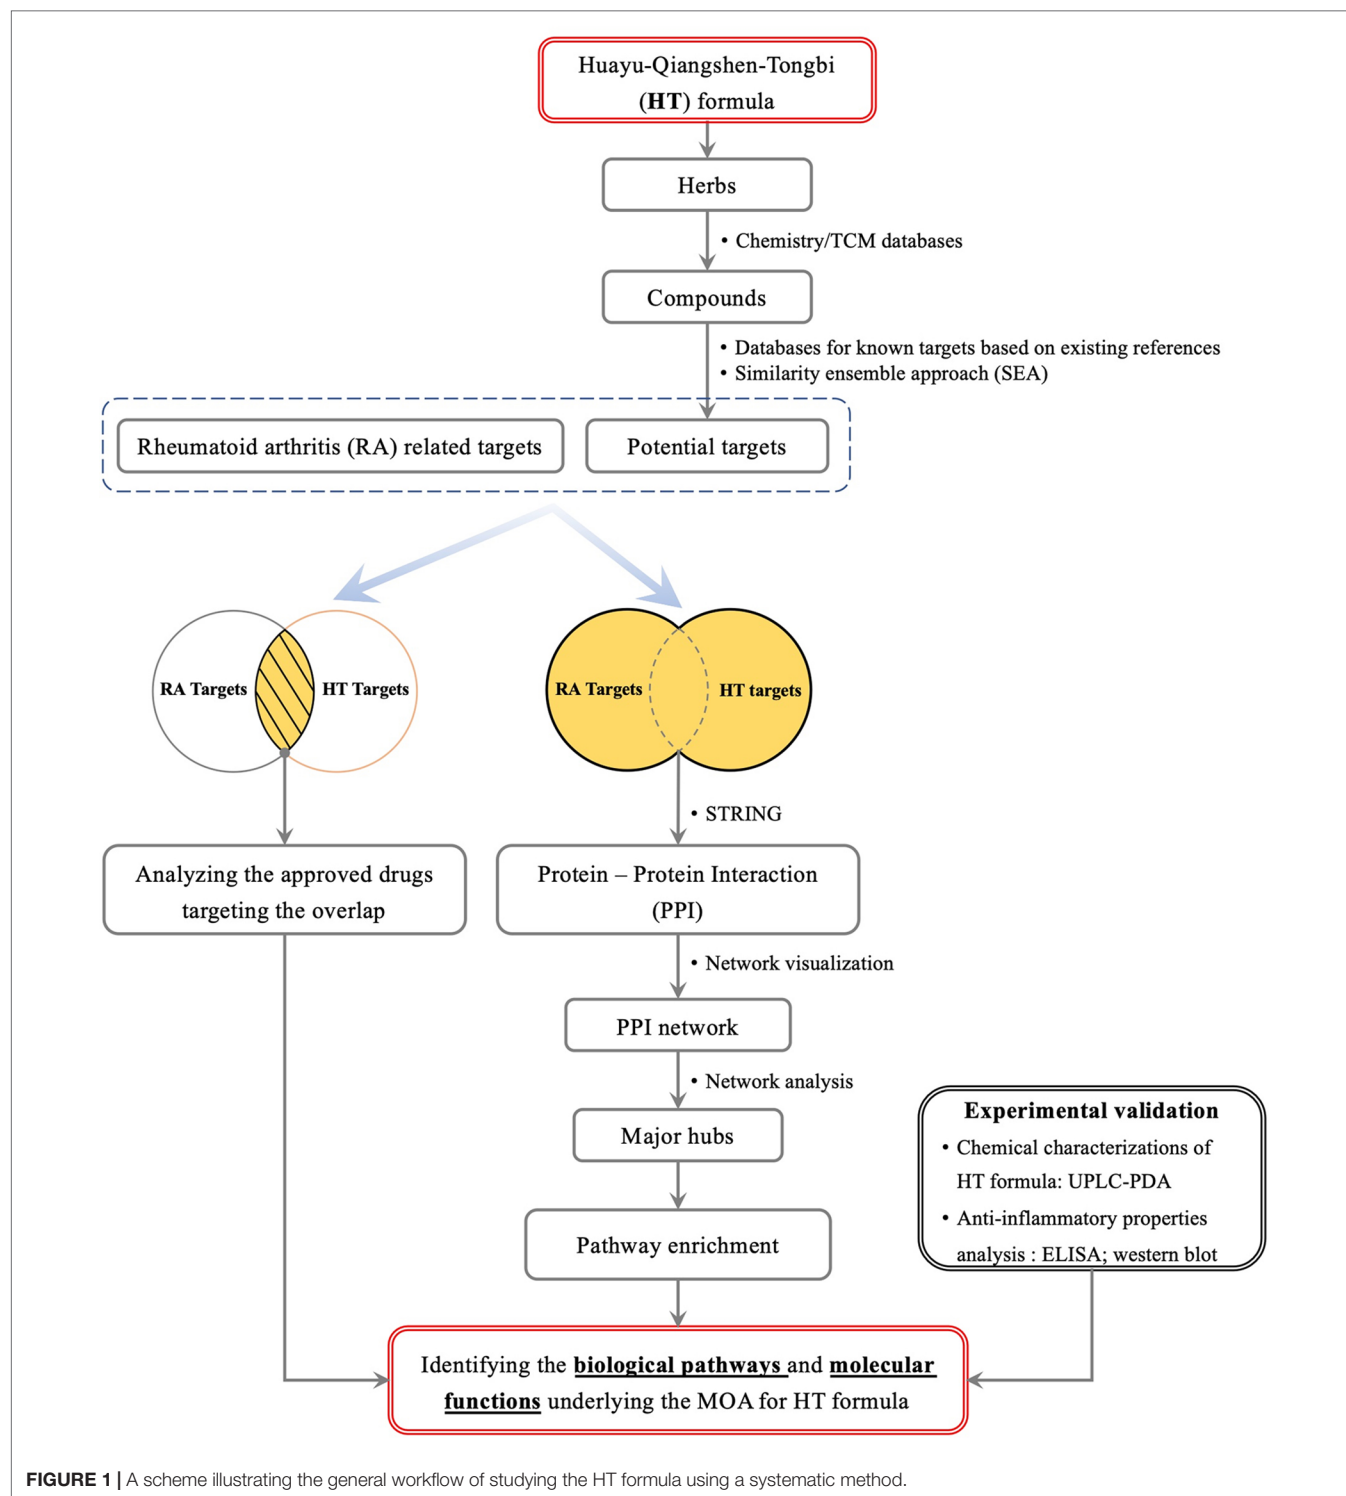 Huayu-Qiangshen-Tongbi
(HT) formula
Herbs
• Chemistry/TCM databases
Compounds
• Databases for known targets based on existing references
• Similarity ensemble approach (SEA)
Rheumatoid arthritis (RA) related targets
Potential targets
RA Targets
HT Targets
RA Targets
HT targets
• STRING
Analyzing the approved drugs
targeting the overlap
Protein – Protein Interaction
(PPI)
• Network visualization
PPI network
• Network analysis
Major hubs
Experimental validation
• Chemical characterizations of
HT formula: UPLC-PDA
• Anti-inflammatory properties
analysis : ELISA; western blot
Pathway enrichment
Identifying the biological pathways and molecular
functions underlying the MOA for HT formula
FIGURE 1 | A scheme illustrating the general workflow of studying the HT formula using a systematic method.